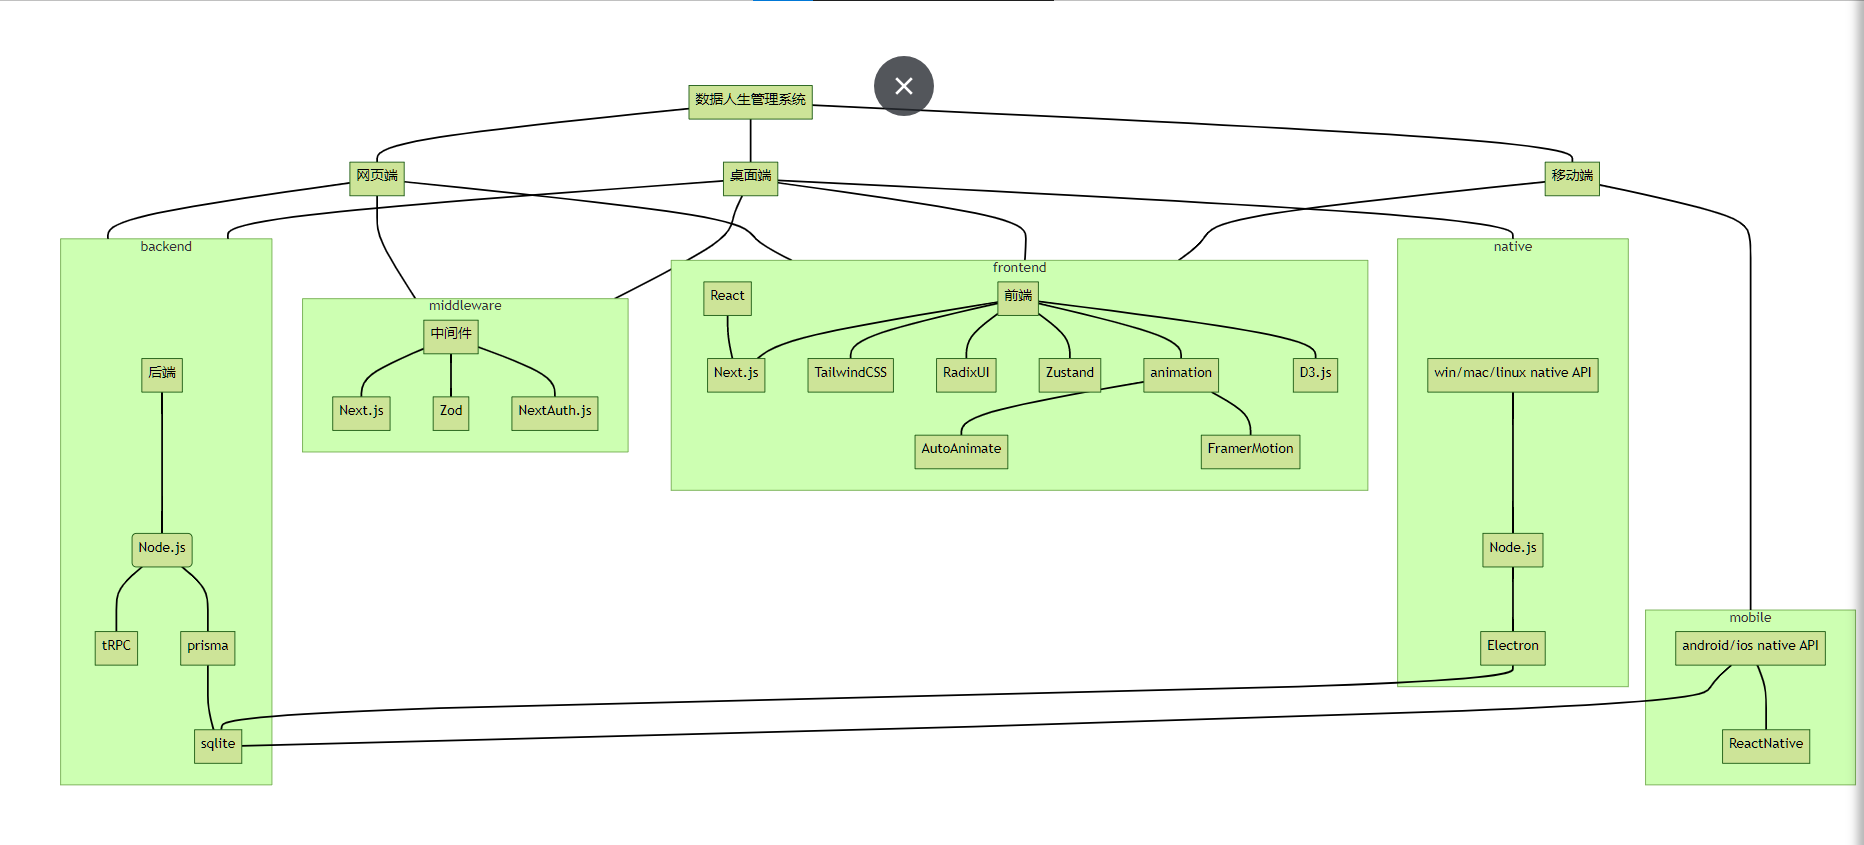 数据人生管理系统
网页端
桌面端
移动端
backend
后端
Node.js
tRPC
prisma
sqlite
middleware
中间件
Next.js
Zod
NextAuth.js
frontend
React
前端
Next.js
TailwindCSS
RadixUI
Zustand
animation
D3.js
AutoAnimate
FramerMotion
native
win/mac/linux native API
Node.js
Electron
mobile
android/ios native API
ReactNative